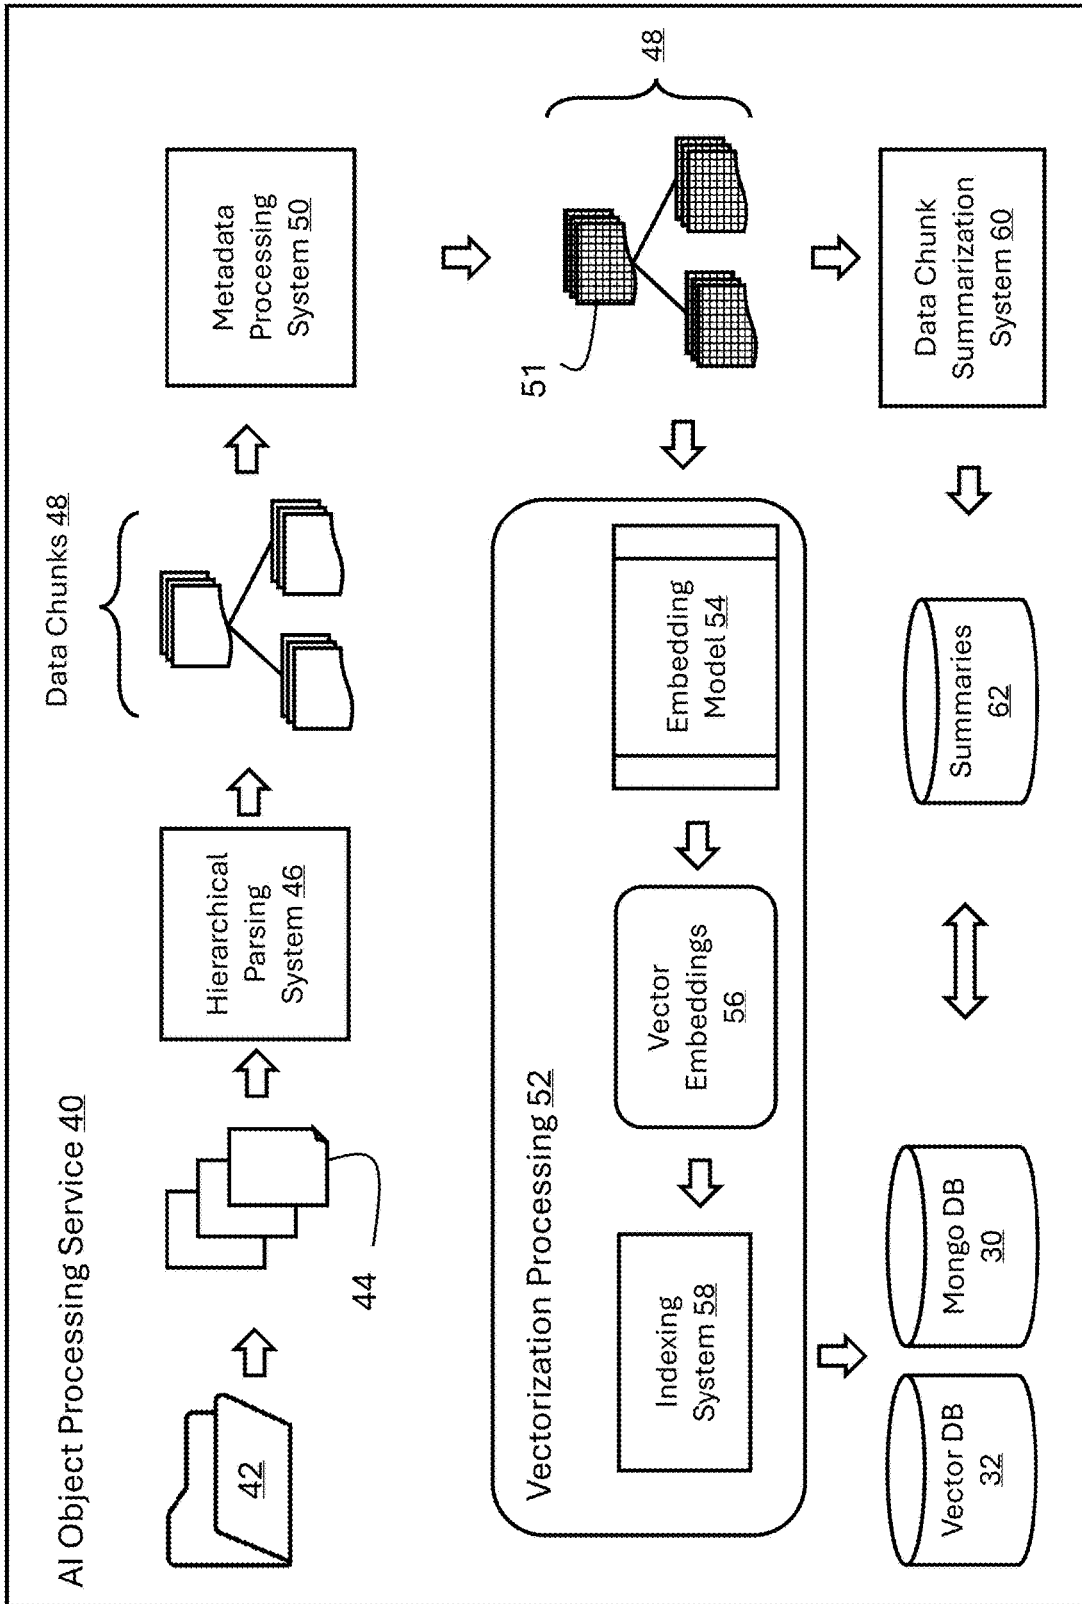 AI Object Processing Service 40
42
44
Hierarchical
Parsing
System 46
Data Chunks 48
Metadata
Processing
System 50
Vectorization Processing 52
Indexing
System 58
Vector
Embeddings
56
Embedding
Model 54
51
48
Vector DB
32
Mongo DB
30
Summaries
62
Data Chunk
Summarization
System 60